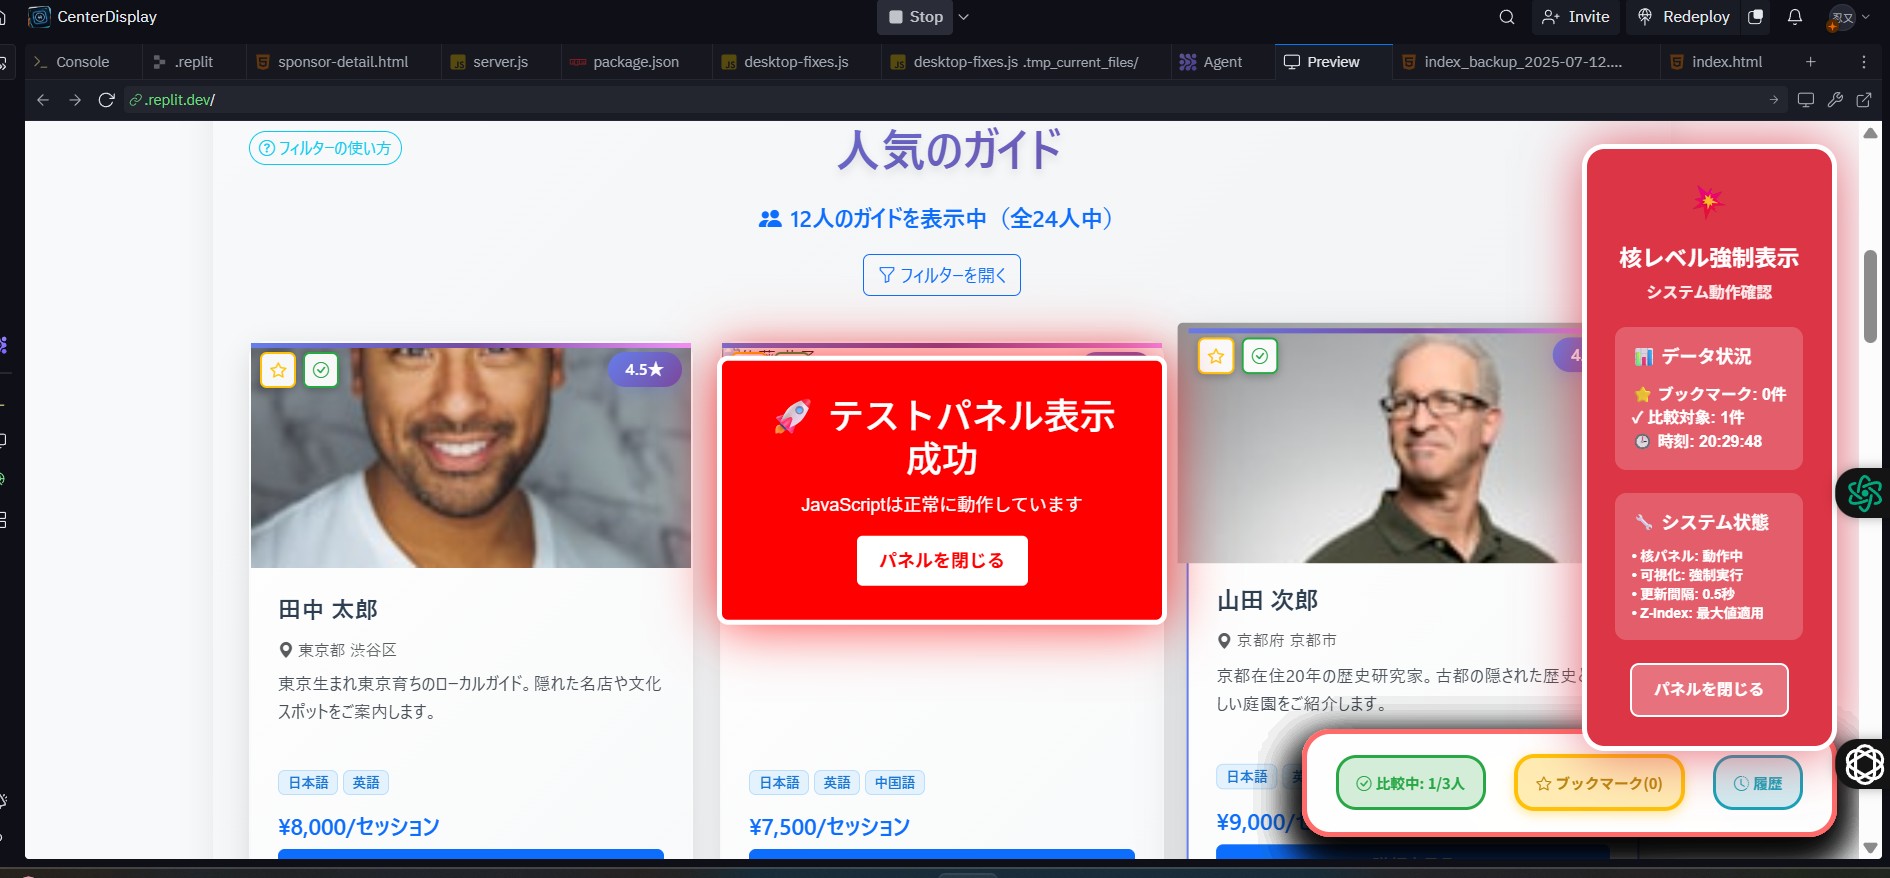 CenterDisplay
Stop
Invite
Redeploy
Console
.replit
sponsor-detail.html
server.js
package.json
desktop-fixes.js
desktop-fixes.js .tmp_current_files/
Agent
Preview
index_backup_2025-07-12....
index.html
.replit.dev/
フィルターの使い方
人気のガイド
12人のガイドを表示中（全24人中）
フィルターを開く
4.5★
田中 太郎
東京都 渋谷区
東京生まれ東京育ちのローカルガイド。隠れた名店や文化
スポットをご案内します。
日本語
英語
¥8,000/セッション
🚀 テストパネル表示
成功
JavaScriptは正常に動作しています
パネルを閉じる
日本語
英語
中国語
¥7,500/セッション
4
山田 次郎
京都府 京都市
京都在住20年の歴史研究家。古都の隠された歴史と
しい庭園をご紹介します。
日本語
¥9,000/
💥
核レベル強制表示
システム動作確認
📊 データ状況
⭐ ブックマーク: 0件
✓ 比較対象: 1件
🕒 時刻: 20:29:48
🔧 システム状態
• 核パネル: 動作中
• 可視化: 強制実行
• 更新間隔: 0.5秒
• Z-index: 最大値適用
パネルを閉じる
比較中: 1/3人
ブックマーク(0)
履歴